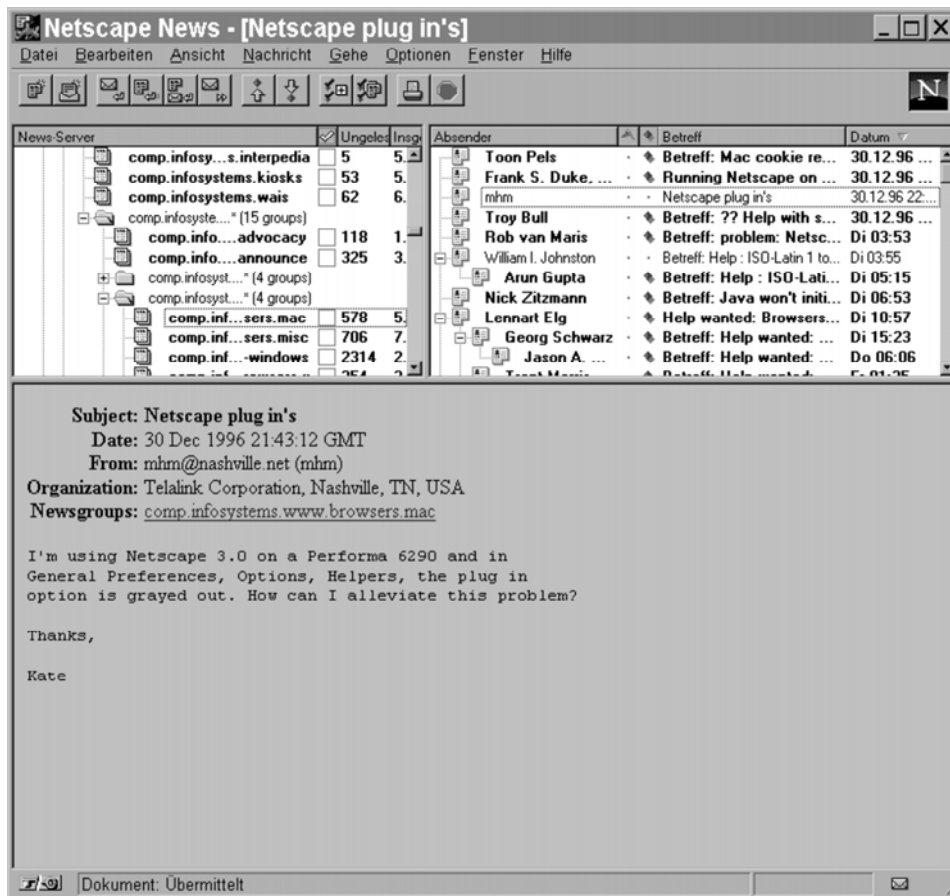 Netscape News - [Netscape plug in's]
Datei Bearbeiten Ansicht Nachricht Gehe Optionen Fenster Hilfe
N
News-Server Ungeles Insg
comp.infosy...s.interpedia 5 5.
comp.infosystems.kiosks 53 5.
comp.infosystems.wais 62 6.
comp.infosyste....* (15 groups)
comp.info....advocacy 118 1.
comp.info....announce 325 3.
comp.infosyst....* (4 groups)
comp.infosyst....* (4 groups)
comp.inf...sers.mac 578 5.
comp.inf...sers.misc 706 7.
comp.inf...-windows 2314 2.
Absender Betreff Datum
Toon Pels Betreff: Mac cookie re... 30.12.96 ...
Frank S. Duke, ... Running Netscape on ... 30.12.96 ...
mhm Netscape plug in's 30.12.96 22:...
Troy Bull Betreff: ?? Help with s... 30.12.96 ...
Rob van Maris Betreff: problem: Netsc... Di 03:53
William I. Johnston Betreff: Help : ISO-Latin 1 to... Di 03:55
Arun Gupta Betreff: Help : ISO-Lati... Di 05:15
Nick Zitzmann Betreff: Java won't initi... Di 06:53
Lennart Elg Help wanted: Browsers... Di 10:57
Georg Schwarz Betreff: Help wanted: ... Di 15:23
Jason A. ... Betreff: Help wanted: ... Do 06:06
Subject: Netscape plug in's
Date: 30 Dec 1996 21:43:12 GMT
From: mhm@nashville.net (mhm)
Organization: Telalink Corporation, Nashville, TN, USA
Newsgroups: comp.infosystems.www.browsers.mac
I'm using Netscape 3.0 on a Performa 6290 and in
General Preferences, Options, Helpers, the plug in
option is grayed out. How can I alleviate this problem?
Thanks,
Kate
Dokument: Übermittelt